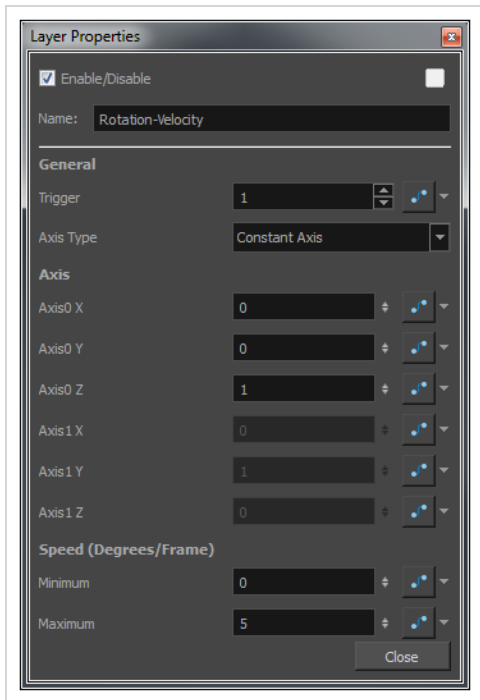 Layer Properties
Enable/Disable
Name: Rotation-Velocity
General
Trigger 1
Axis Type Constant Axis
Axis
Axis0 X 0
Axis0 Y 0
Axis0 Z 1
Axis1 X 0
Axis1 Y 1
Axis1 Z 0
Speed (Degrees/Frame)
Minimum 0
Maximum 5
Close